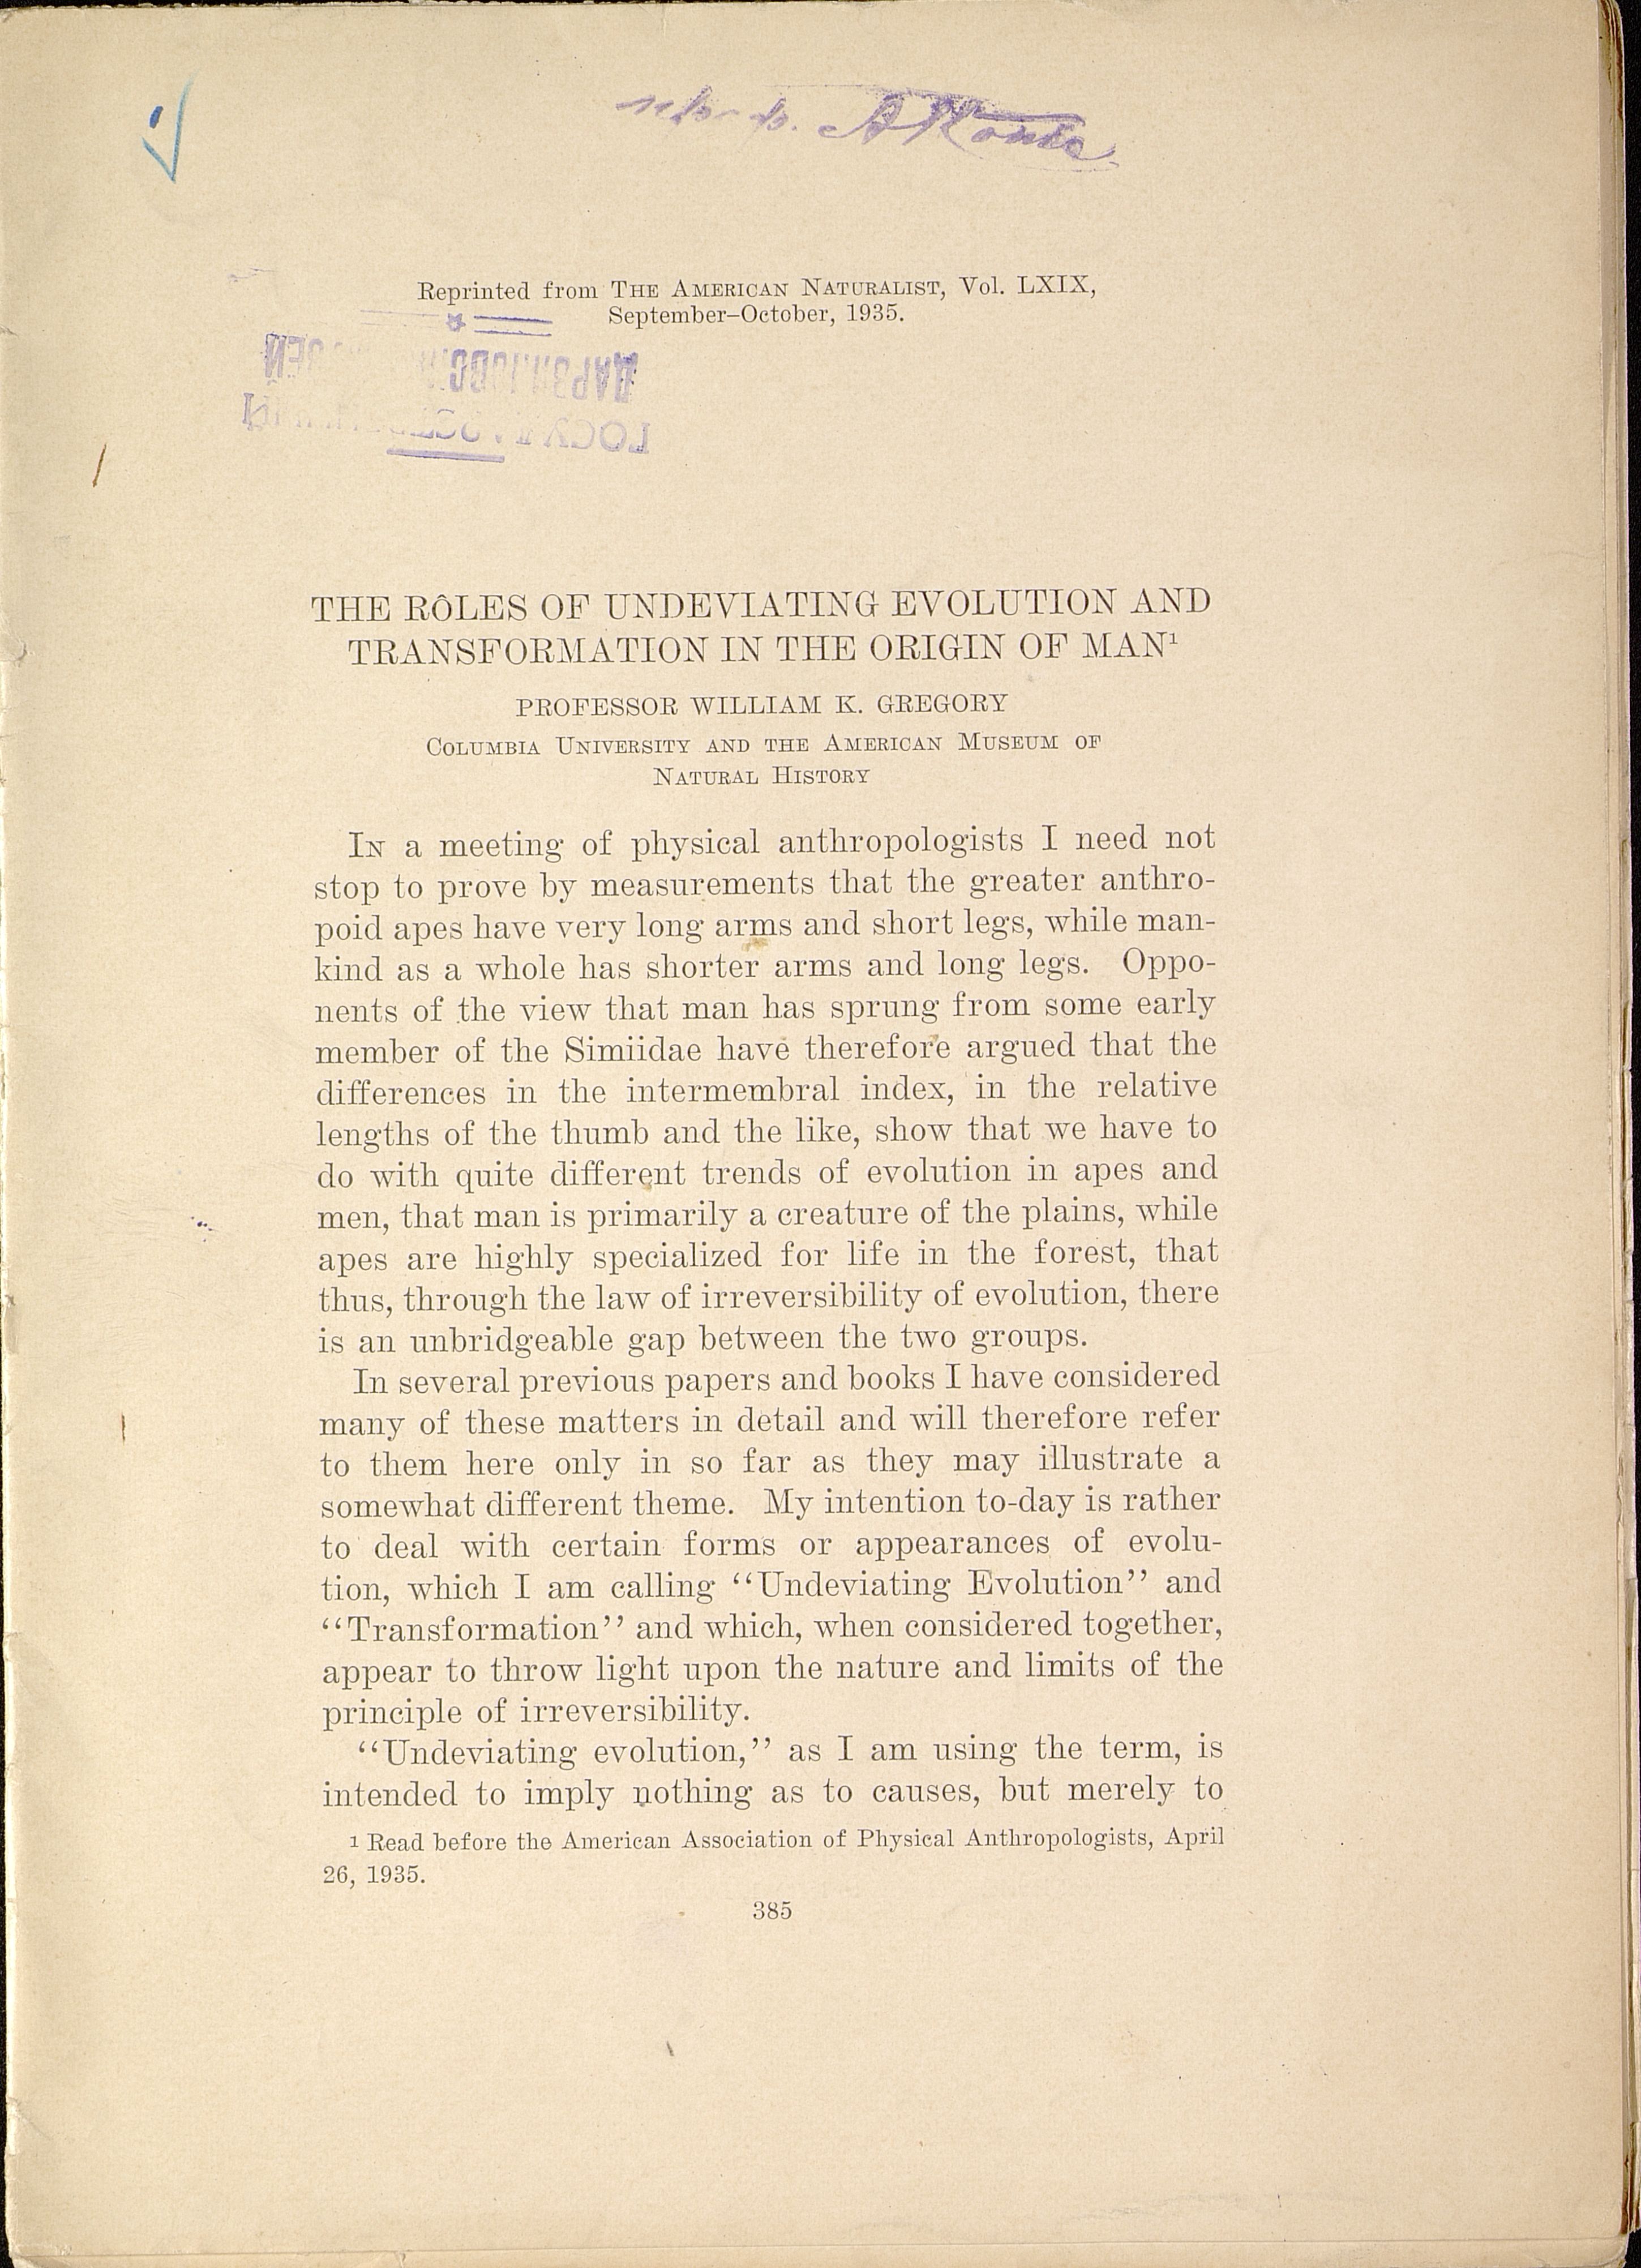 Reprinted from THE AMERICAN NATURALIST, Vol. LXIX,
September–October, 1935.
THE RÔLES OF UNDEVIATING EVOLUTION AND
TRANSFORMATION IN THE ORIGIN OF MAN¹
PROFESSOR WILLIAM K. GREGORY
COLUMBIA UNIVERSITY AND THE AMERICAN MUSEUM OF
NATURAL HISTORY
IN a meeting of physical anthropologists I need not
stop to prove by measurements that the greater anthro-
poid apes have very long arms and short legs, while man-
kind as a whole has shorter arms and long legs. Oppo-
nents of the view that man has sprung from some early
member of the Simiidae have therefore argued that the
differences in the intermembral index, in the relative
lengths of the thumb and the like, show that we have to
do with quite different trends of evolution in apes and
men, that man is primarily a creature of the plains, while
apes are highly specialized for life in the forest, that
thus, through the law of irreversibility of evolution, there
is an unbridgeable gap between the two groups.
In several previous papers and books I have considered
many of these matters in detail and will therefore refer
to them here only in so far as they may illustrate a
somewhat different theme. My intention to-day is rather
to deal with certain forms or appearances of evolu-
tion, which I am calling ‘‘Undeviating Evolution’’ and
‘‘Transformation’’ and which, when considered together,
appear to throw light upon the nature and limits of the
principle of irreversibility.
‘‘Undeviating evolution,’’ as I am using the term, is
intended to imply nothing as to causes, but merely to
¹ Read before the American Association of Physical Anthropologists, April
26, 1935.
385